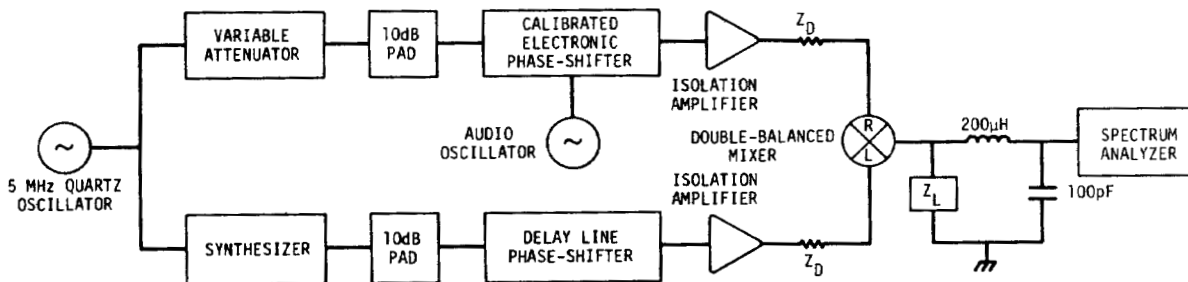 VARIABLE
ATTENUATOR
10dB
PAD
CALIBRATED
ELECTRONIC
PHASE-SHIFTER
Z_D
ISOLATION
AMPLIFIER
AUDIO
OSCILLATOR
~
~
5 MHz QUARTZ
OSCILLATOR
DOUBLE-BALANCED
MIXER
R
L
200μH
SPECTRUM
ANALYZER
Z_L
100pF
ISOLATION
AMPLIFIER
SYNTHESIZER
10dB
PAD
DELAY LINE
PHASE-SHIFTER
Z_D